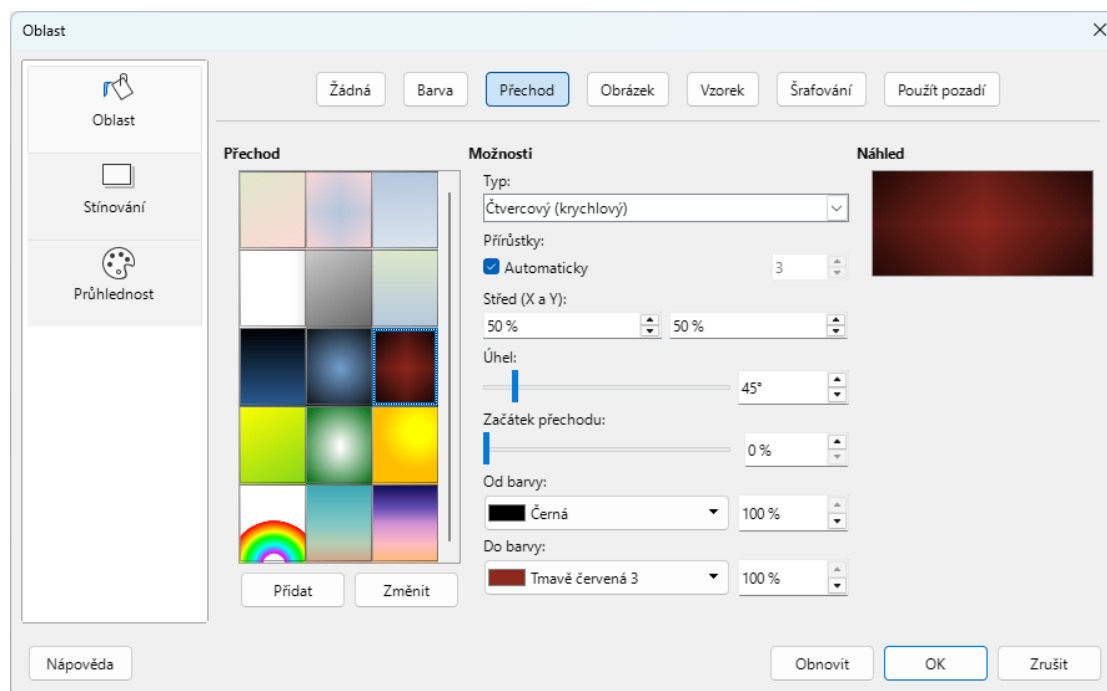 Oblast
Oblast
Stínování
Průhlednost
Žádná Barva Přechod Obrázek Vzorek Šrafování Použít pozadí
Přechod
Přidat Změnit
Možnosti
Typ:
Čtvercový (krychlový)
Přírůstky:
Automaticky 3
Střed (X a Y):
50 % 50 %
Úhel:
45°
Začátek přechodu:
0 %
Od barvy:
Černá 100 %
Do barvy:
Tmavě červená 3 100 %
Náhled
Nápověda Obnovit OK Zrušit